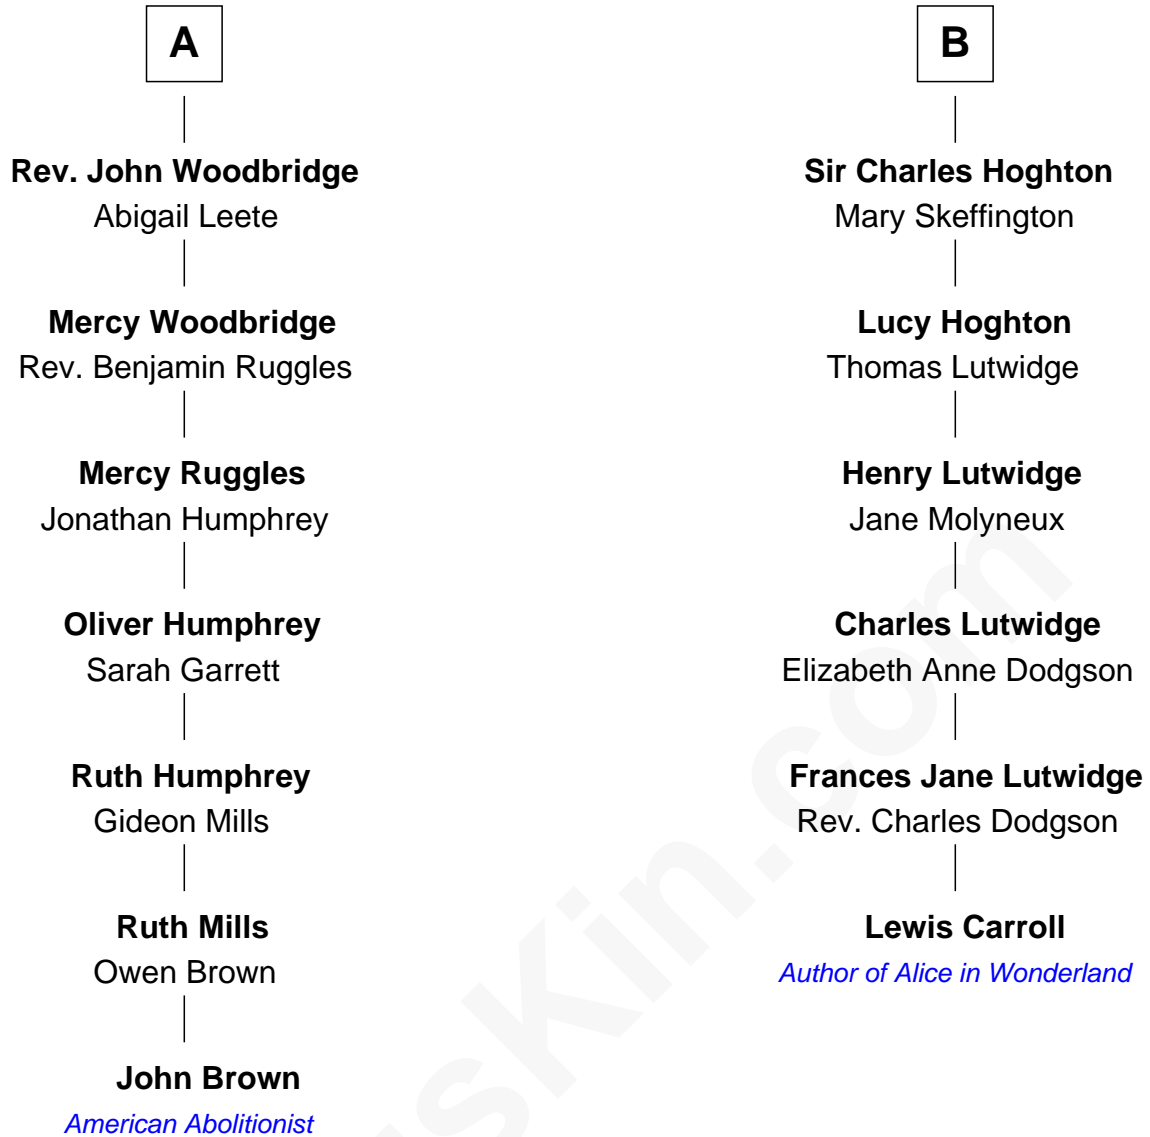 A
Rev. John Woodbridge
Abigail Leete
Mercy Woodbridge
Rev. Benjamin Ruggles
Mercy Ruggles
Jonathan Humphrey
Oliver Humphrey
Sarah Garrett
Ruth Humphrey
Gideon Mills
Ruth Mills
Owen Brown
John Brown
American Abolitionist
B
Sir Charles Hoghton
Mary Skeffington
Lucy Hoghton
Thomas Lutwidge
Henry Lutwidge
Jane Molyneux
Charles Lutwidge
Elizabeth Anne Dodgson
Frances Jane Lutwidge
Rev. Charles Dodgson
Lewis Carroll
Author of Alice in Wonderland